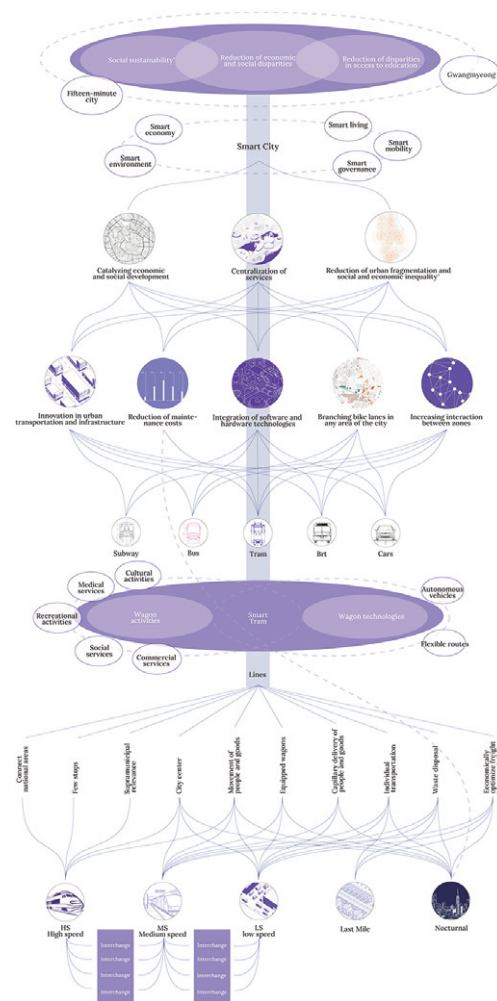 Social sustainability'
Reduction of economic
and social disparities
Reduction of disparities
in access to education
Fifteen-minute
city
Gwangmyeong
Smart
economy
Smart living
Smart
mobility
Smart City
Smart
environment
Smart
governance
Catalyzing economic
and social development
Centralization of
services
Reduction of urban fragmentation and
social and economic inequality'
Innovation in urban
transportation and infrastructure
Reduction of mainte-
nance costs
Integration of software and
hardware technologies
Branching bike lanes in
any area of the city
Increasing interaction
between zones
Subway
Bus
Tram
Brt
Cars
Cultural
activities
Medical
services
Autonomous
vehicles
Recreational
activities
Wagon
activities
Smart
Tram
Wagon technologies
Social
services
Commercial
services
Flexible routes
Lines
Connect
national areas
Few stops
Supramunicipal
relevance
City center
Movement of
people and goods
Equipped wagons
Capillary delivery of
people and goods
Individual
transportation
Waste disposal
Economically
optimize freight
HS
High speed
MS
Medium speed
LS
low speed
Last Mile
Nocturnal
Interchange
Interchange
Interchange
Interchange
Interchange
Interchange
Interchange
Interchange